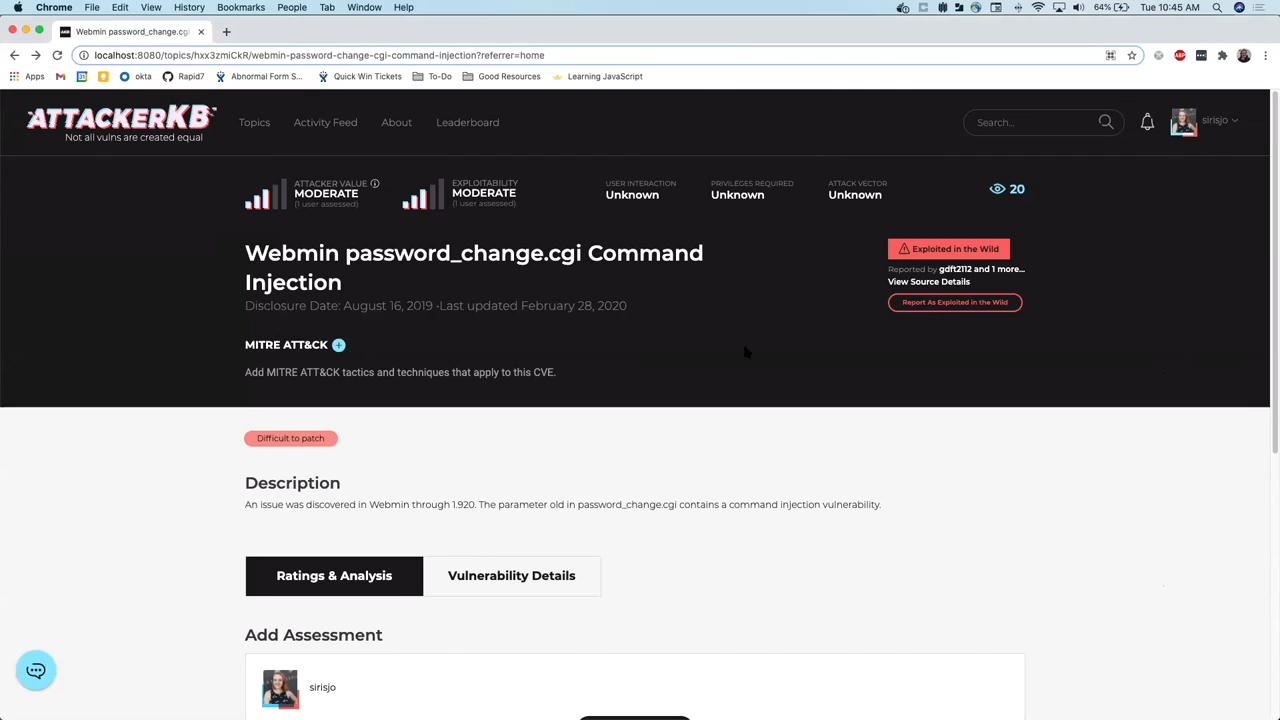 Chrome File Edit View History Bookmarks People Tab Window Help 64% Tue 10:45 AM
Webmin password_change.cgi
localhost:8080/topics/hxx3zmiCkR/webmin-password-change-cgi-command-injection?referrer=home
Apps okta Rapid7 Abnormal Form S... Quick Win Tickets To-Do Good Resources Learning JavaScript
ATTACKERKB
Not all vulns are created equal
Topics Activity Feed About Leaderboard Search... sirisjo
ATTACKER VALUE EXPLOITABILITY USER INTERACTION PRIVILEGES REQUIRED ATTACK VECTOR
MODERATE MODERATE Unknown Unknown Unknown 20
(1 user assessed) (1 user assessed)
Webmin password_change.cgi Command
Injection
Disclosure Date: August 16, 2019 •Last updated February 28, 2020
Exploited in the Wild
Reported by gdft2112 and 1 more...
View Source Details
Report As Exploited in the Wild
MITRE ATT&CK
Add MITRE ATT&CK tactics and techniques that apply to this CVE.
Difficult to patch
Description
An issue was discovered in Webmin through 1.920. The parameter old in password_change.cgi contains a command injection vulnerability.
Ratings & Analysis Vulnerability Details
Add Assessment
sirisjo